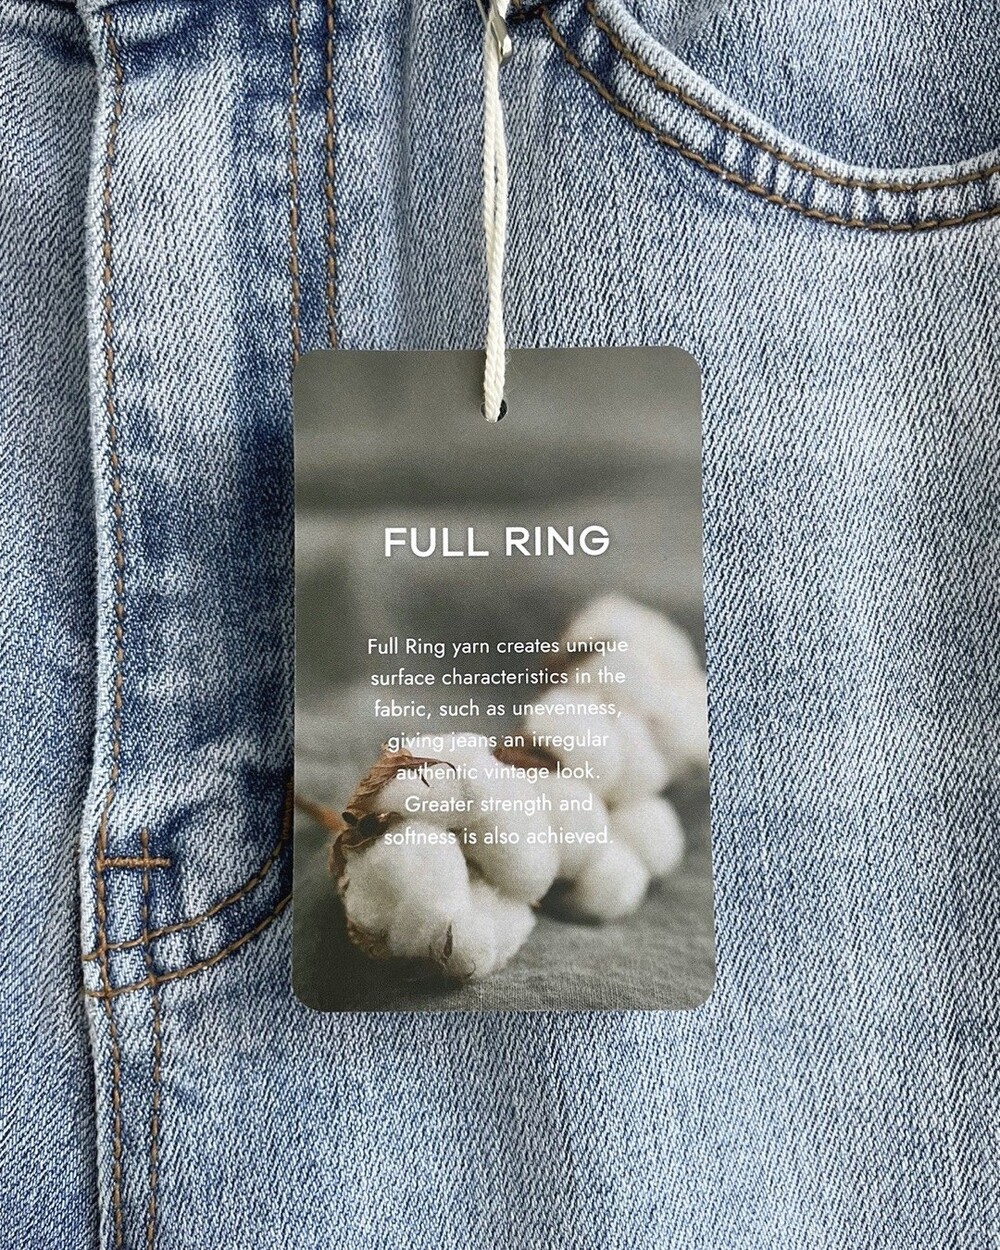 FULL RING
Full Ring yarn creates unique
surface characteristics in the
fabric, such as unevenness,
giving jeans an irregular
authentic vintage look.
Greater strength and
softness is also achieved.